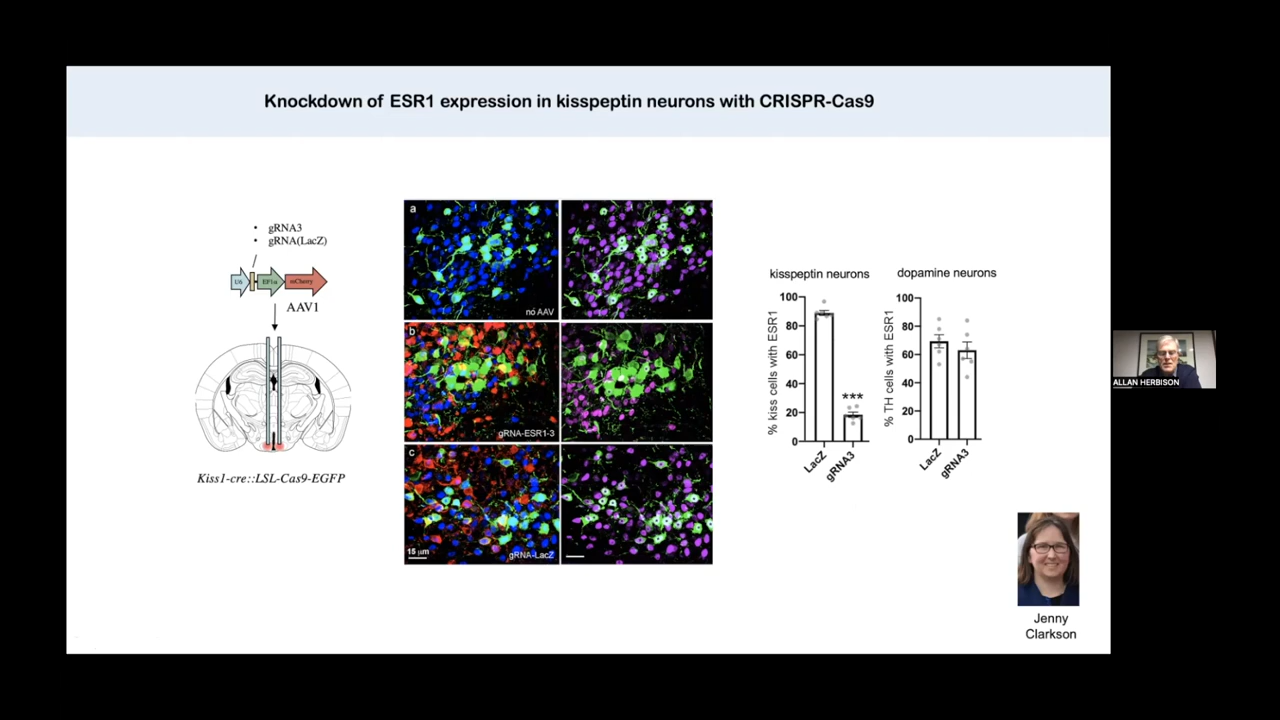 Knockdown of ESR1 expression in kisspeptin neurons with CRISPR-Cas9
• gRNA3
• gRNA(LacZ)
U6
EF1α
mCherry
AAV1
Kiss1-cre::LSL-Cas9-EGFP
a
no AAV
b
gRNA-ESR1-3
c
15 µm
gRNA-LacZ
kisspeptin neurons
% kiss cells with ESR1
100
80
60
40
20
0
***
LacZ
gRNA3
dopamine neurons
% TH cells with ESR1
100
80
60
40
20
0
LacZ
gRNA3
Jenny
Clarkson
ALLAN HERBISON